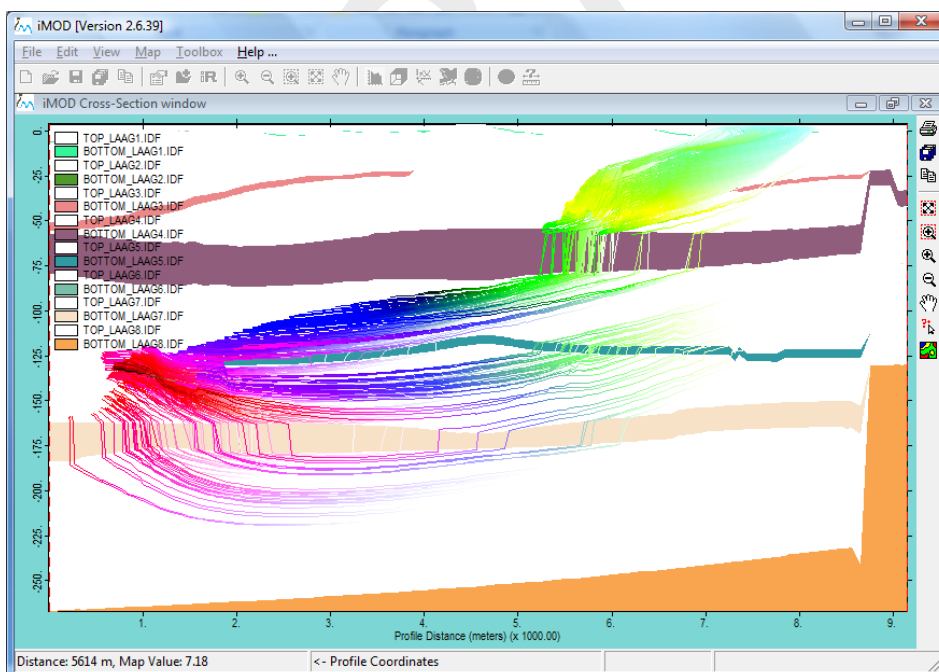 iMOD [Version 2.6.39]
File Edit View Map Toolbox Help ...
iMOD Cross-Section window
TOP_LAAG1.IDF
BOTTOM_LAAG1.IDF
TOP_LAAG2.IDF
BOTTOM_LAAG2.IDF
TOP_LAAG3.IDF
BOTTOM_LAAG3.IDF
TOP_LAAG4.IDF
BOTTOM_LAAG4.IDF
TOP_LAAG5.IDF
BOTTOM_LAAG5.IDF
TOP_LAAG6.IDF
BOTTOM_LAAG6.IDF
TOP_LAAG7.IDF
BOTTOM_LAAG7.IDF
TOP_LAAG8.IDF
BOTTOM_LAAG8.IDF
0.
-25.
-50.
-75.
-100.
-125.
-150.
-175.
-200.
-225.
-250.
1. 2. 3. 4. 5. 6. 7. 8. 9.
Profile Distance (meters) (x 1000.00)
Distance: 5614 m, Map Value: 7.18 <- Profile Coordinates